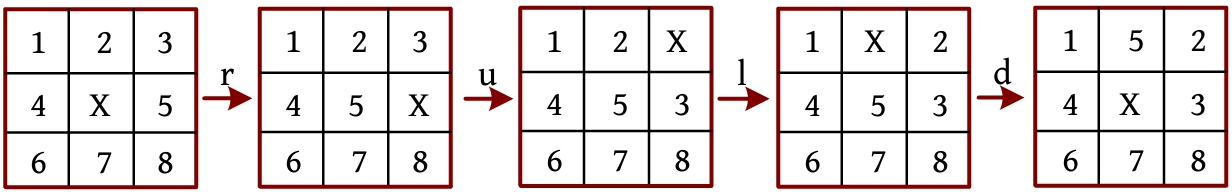 1 2 3 1 2 3 1 2 X 1 X 2 1 5 2
r u l d
4 X 5 4 5 X 4 5 3 4 5 3 4 X 3
6 7 8 6 7 8 6 7 8 6 7 8 6 7 8